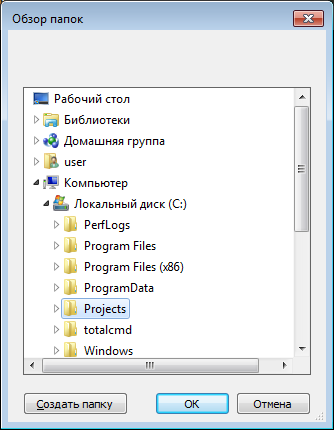 Обзор папок
Рабочий стол
Библиотеки
Домашняя группа
user
Компьютер
Локальный диск (C:)
PerfLogs
Program Files
Program Files (x86)
ProgramData
Projects
totalcmd
Windows
Создать папку OK Отмена